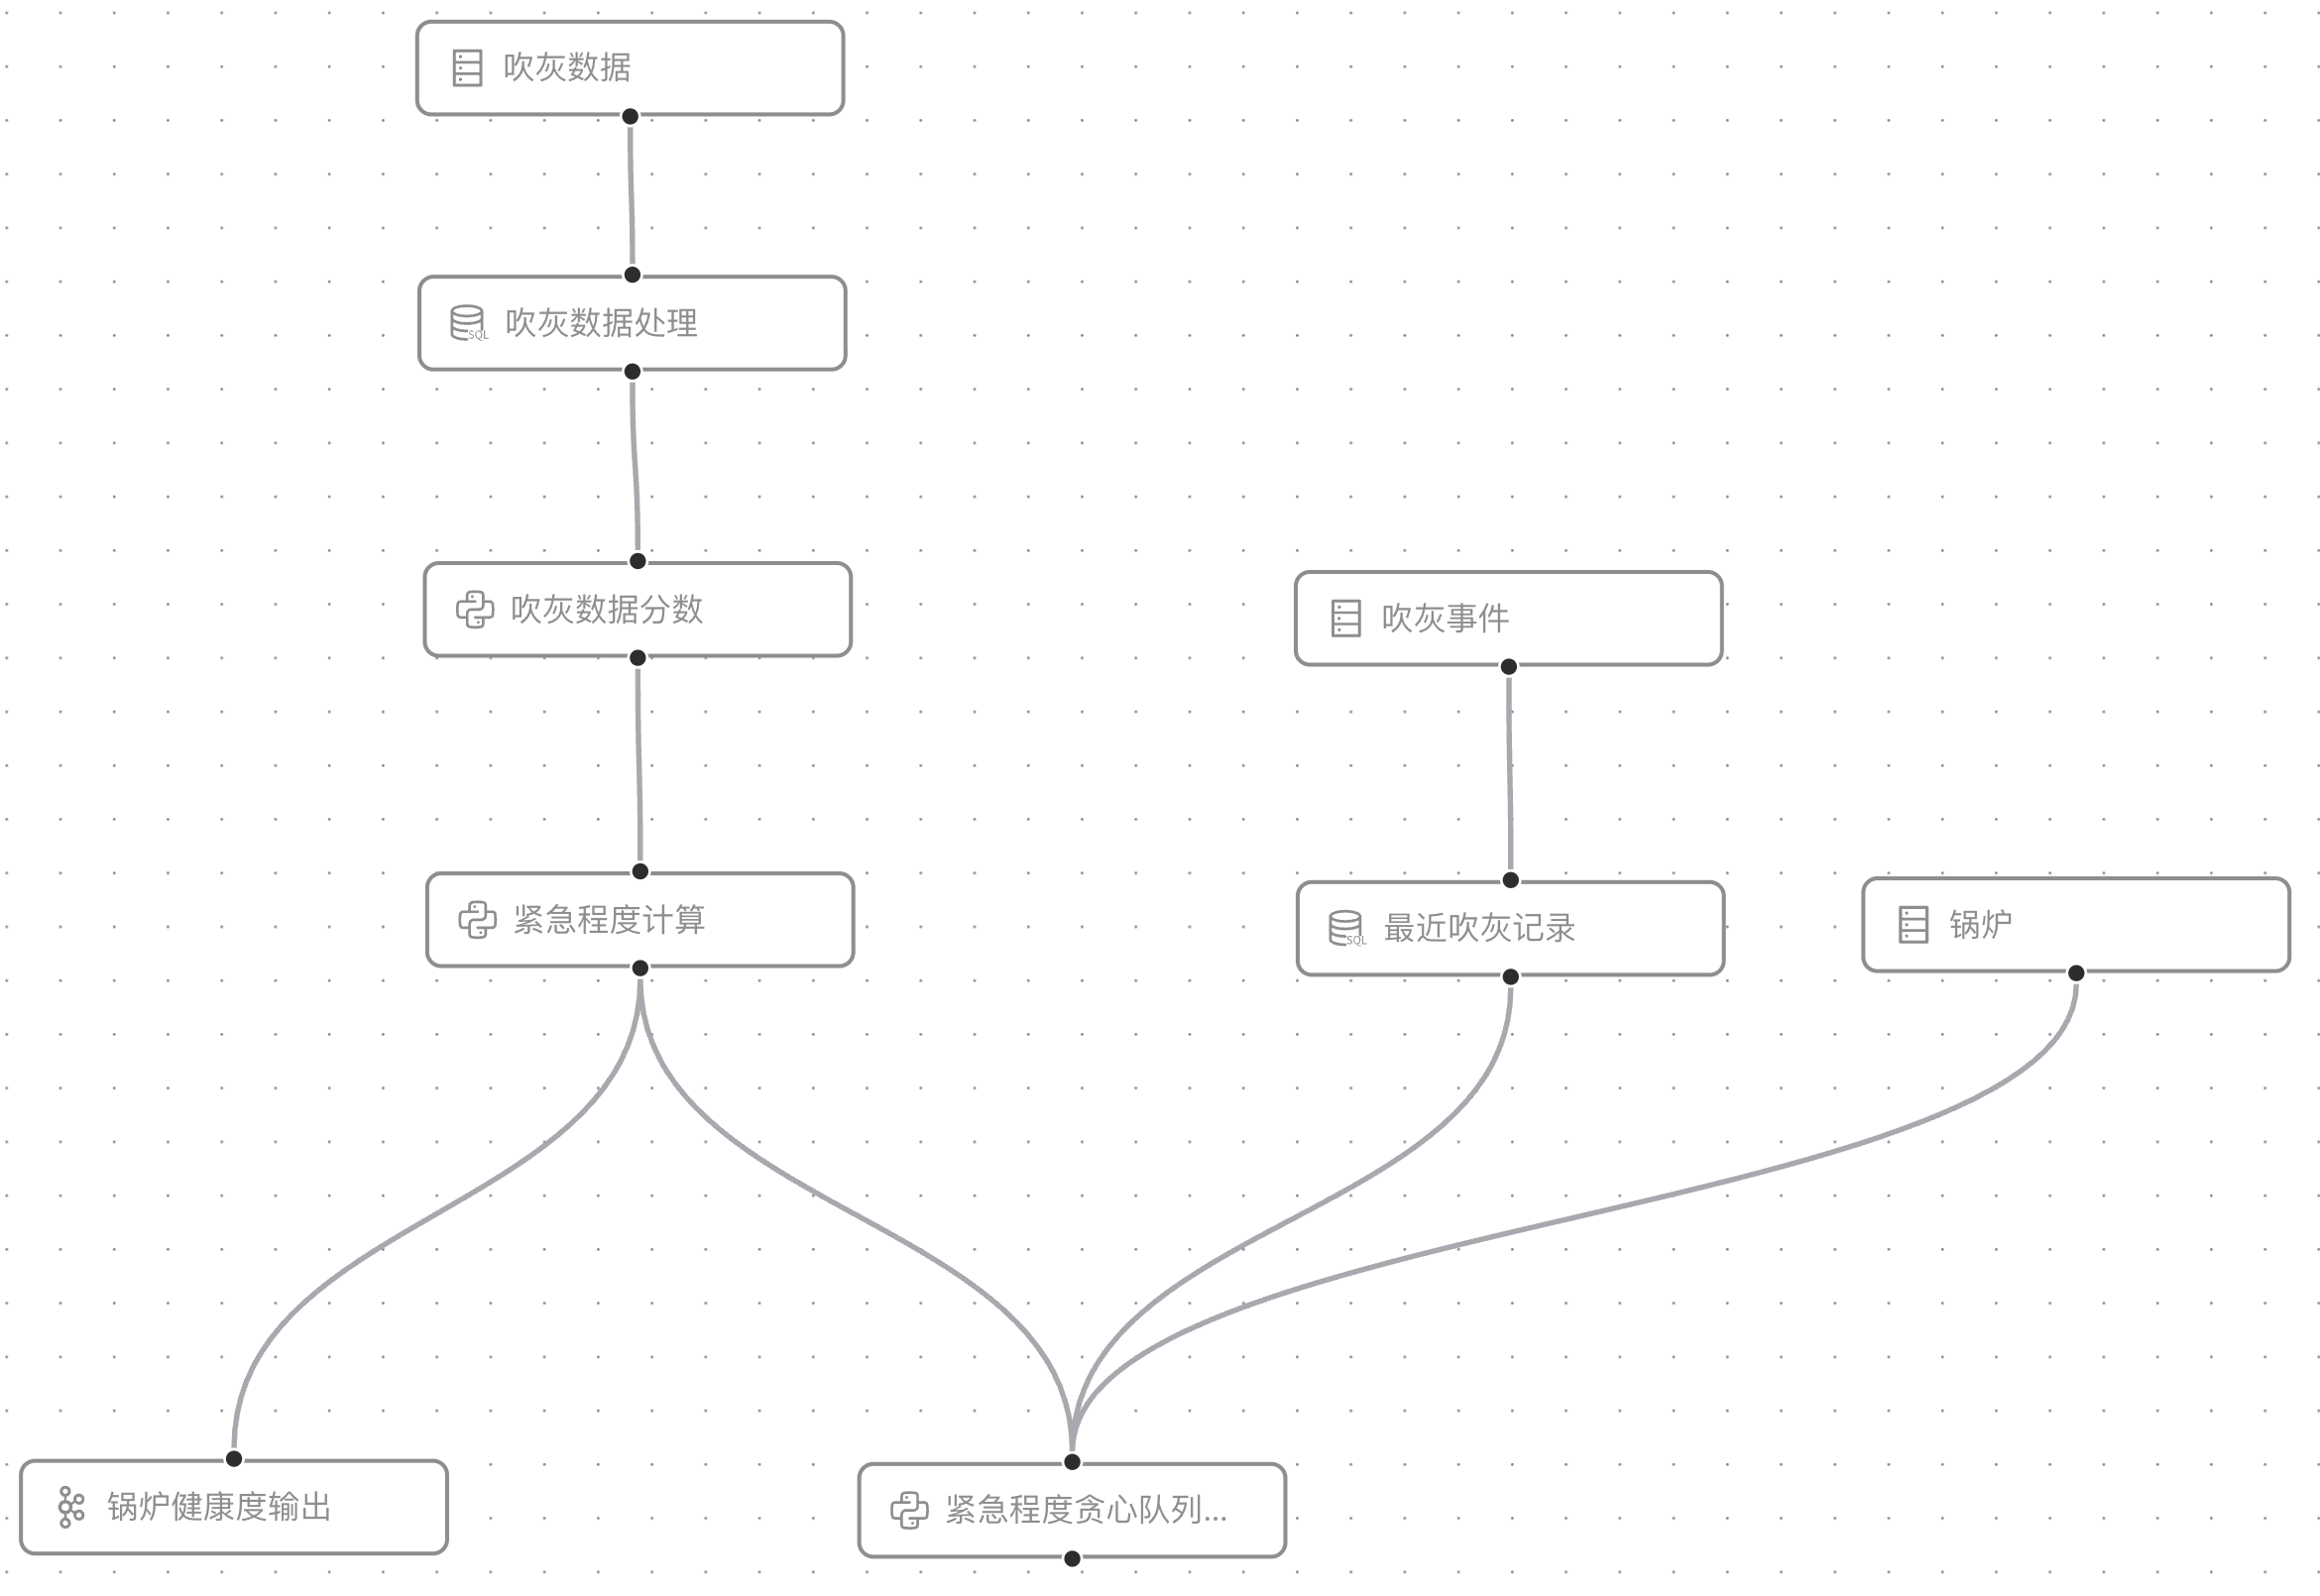 吹灰数据
SQL 吹灰数据处理
吹灰数据分数
吹灰事件
紧急程度计算
SQL 最近吹灰记录
锅炉
锅炉健康度输出
紧急程度贪心队列...